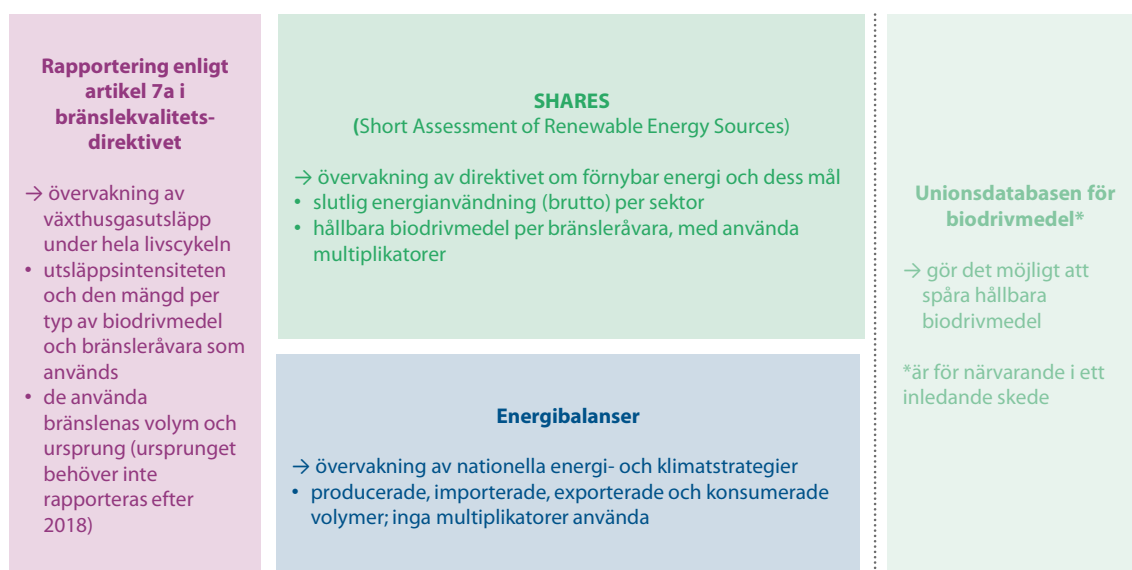 Rapportering enligt
artikel 7a i
bränslekvalitets-
direktivet
→ övervakning av
växthusgasutsläpp
under hela livscykeln
• utsläppsintensiteten
och den mängd per
typ av biodrivmedel
och bränsleråvara som
används
• de använda
bränslenas volym och
ursprung (ursprunget
behöver inte
rapporteras efter
2018)
SHARES
(Short Assessment of Renewable Energy Sources)
→ övervakning av direktivet om förnybar energi och dess mål
• slutlig energianvändning (brutto) per sektor
• hållbara biodrivmedel per bränsleråvara, med använda
multiplikatorer
Energibalanser
→ övervakning av nationella energi- och klimatstrategier
• producerade, importerade, exporterade och konsumerade
volymer; inga multiplikatorer använda
Unionsdatabasen för
biodrivmedel*
→ gör det möjligt att
spåra hållbara
biodrivmedel
*är för närvarande i ett
inledande skede